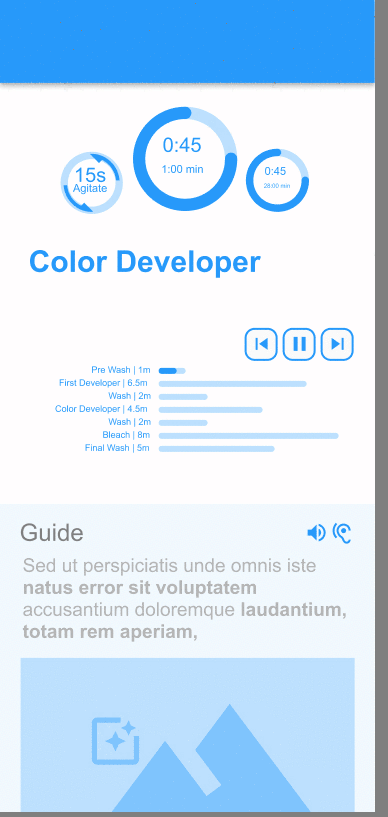 15s
Agitate
0:45
1:00 min
0:45
28:00 min
Color Developer
Pre Wash | 1m
First Developer | 6.5m
Wash | 2m
Color Developer | 4.5m
Wash | 2m
Bleach | 8m
Final Wash | 5m
Guide
Sed ut perspiciatis unde omnis iste
natus error sit voluptatem
accusantium doloremque laudantium,
totam rem aperiam,